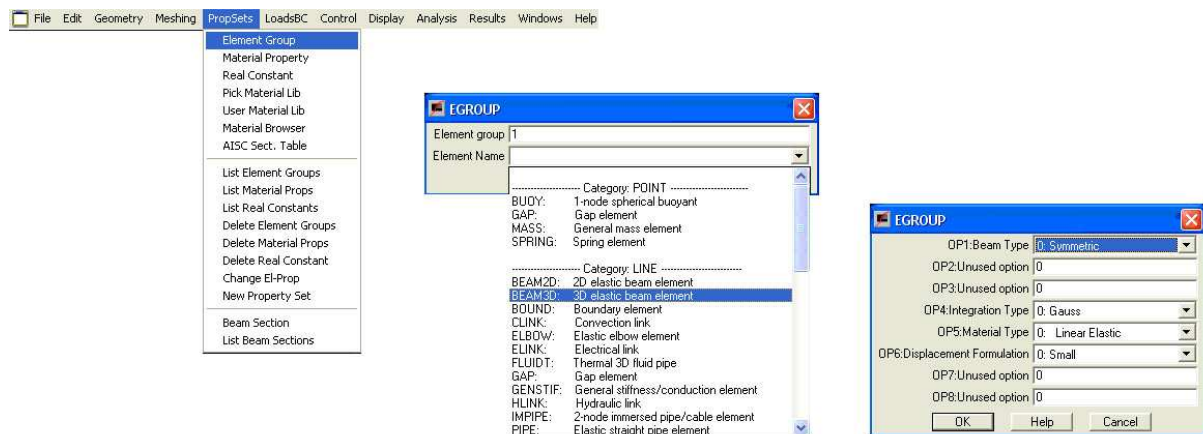 File Edit Geometry Meshing PropSets LoadsBC Control Display Analysis Results Windows Help
Element Group
Material Property
Real Constant
Pick Material Lib
User Material Lib
Material Browser
AISC Sect. Table
List Element Groups
List Material Props
List Real Constants
Delete Element Groups
Delete Material Props
Delete Real Constant
Change El-Prop
New Property Set
Beam Section
List Beam Sections
EGROUP
Element group 1
Element Name
---------------------- Category: POINT -------------------------
BUOY: 1-node spherical buoyant
GAP: Gap element
MASS: General mass element
SPRING: Spring element
---------------------- Category: LINE --------------------------
BEAM2D: 2D elastic beam element
BEAM3D: 3D elastic beam element
BOUND: Boundary element
CLINK: Convection link
ELBOW: Elastic elbow element
ELINK: Electrical link
FLUIDT: Thermal 3D fluid pipe
GAP: Gap element
GENSTIF: General stiffness/conduction element
HLINK: Hydraulic link
IMPIPE: 2-node immersed pipe/cable element
PIPE: Elastic straight pipe element
EGROUP
OP1:Beam Type 0: Symmetric
OP2:Unused option 0
OP3:Unused option 0
OP4:Integration Type 0: Gauss
OP5:Material Type 0: Linear Elastic
OP6:Displacement Formulation 0: Small
OP7:Unused option 0
OP8:Unused option 0
OK Help Cancel